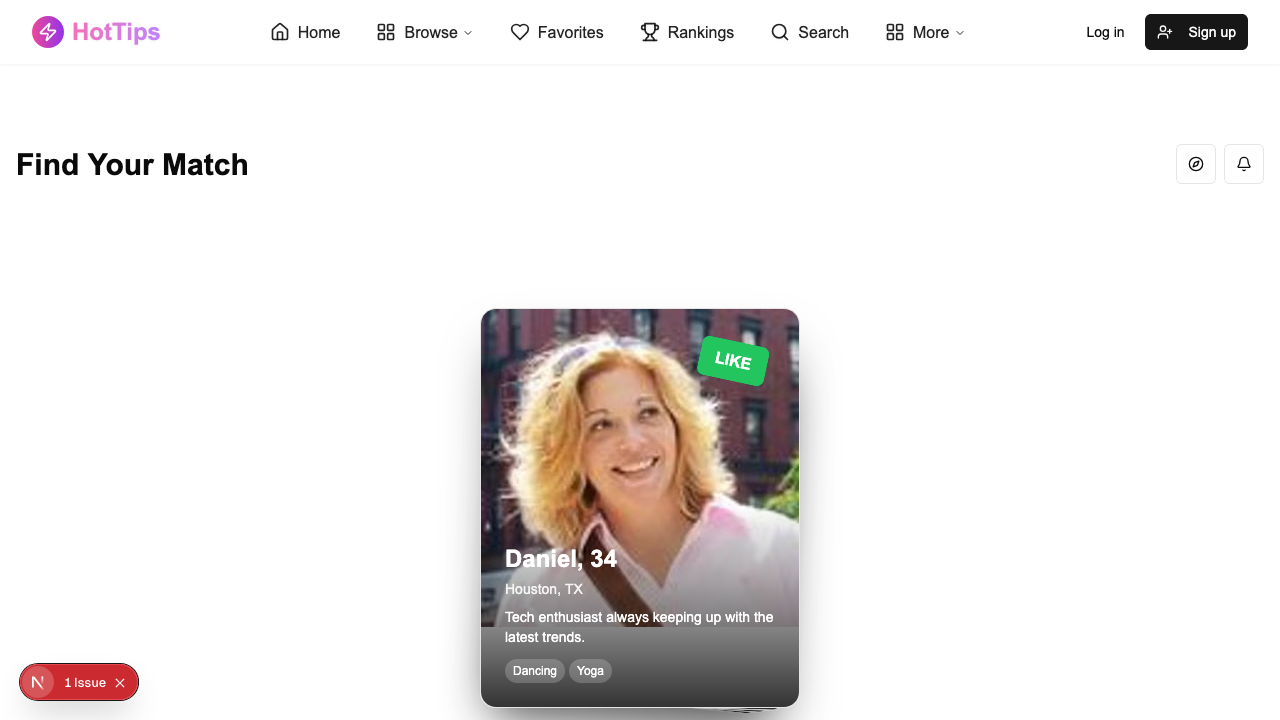 HotTips
Home
Browse
Favorites
Rankings
Search
More
Log in
Sign up
Find Your Match
LIKE
Daniel, 34
Houston, TX
Tech enthusiast always keeping up with the
latest trends.
Dancing
Yoga
N
1 Issue